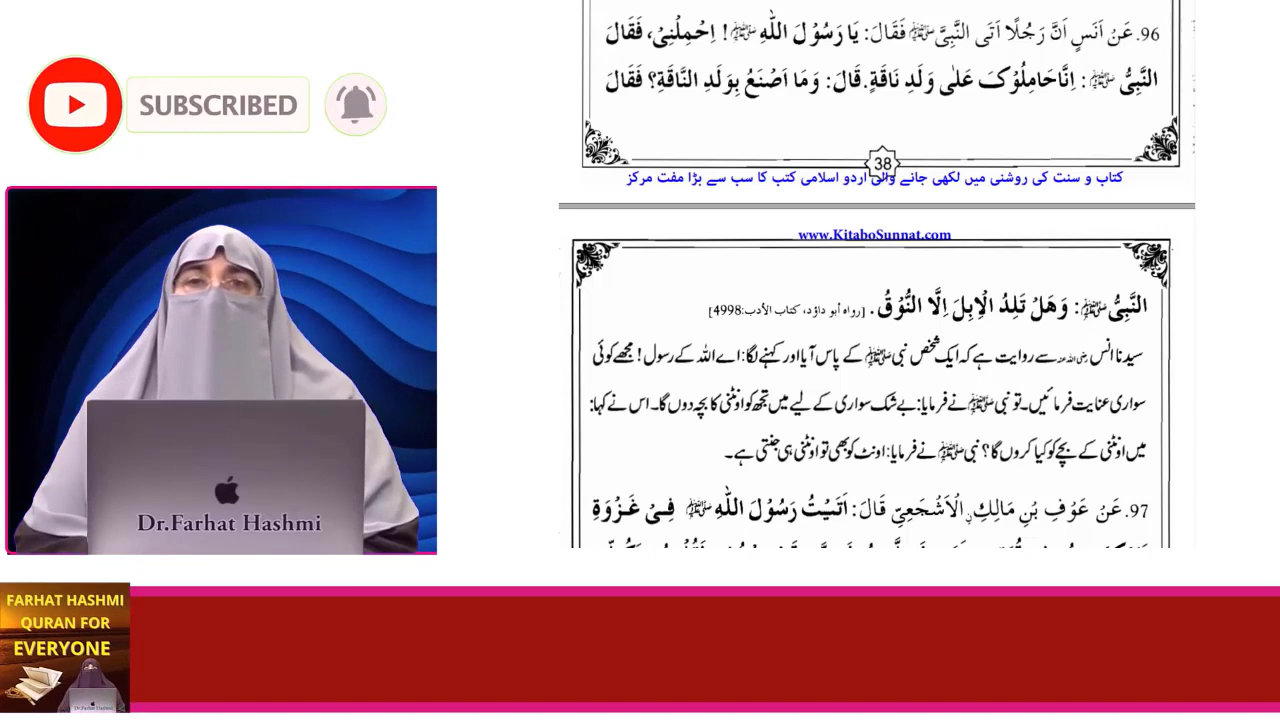 SUBSCRIBED
96. عَنْ اَنَسٍ اَنَّ رَجُلًا اَتَى النَّبِیَّ ﷺ فَقَالَ: یَا رَسُوْلَ اللّٰهِ ﷺ! اِحْمِلْنِیْ، فَقَالَ
النَّبِیُّ ﷺ: اِنَّا حَامِلُوْکَ عَلٰی وَلَدِ نَاقَةٍ. قَالَ: وَمَا اَصْنَعُ بِوَلَدِ النَّاقَةِ؟ فَقَالَ
38
کتاب و سنت کی روشنی میں لکھی جانے والی اردو اسلامی کتب کا سب سے بڑا مفت مرکز
www.KitaboSunnat.com
النَّبِیُّ ﷺ: وَهَلْ تَلِدُ الْاِبِلَ اِلَّا النُّوْقُ. [رواه أبو داؤد، كتاب الأدب:4998]
سیدنا انس رضی اللہ عنہ سے روایت ہے کہ ایک شخص نبی ﷺ کے پاس آیا اور کہنے لگا: اے اللہ کے رسول! مجھے کوئی
سواری عنایت فرمائیں۔ تو نبی ﷺ نے فرمایا: بے شک سواری کے لیے میں تجھ کو اونٹنی کا بچہ دوں گا۔ اس نے کہا:
میں اونٹنی کے بچے کو کیا کروں گا؟ نبی ﷺ نے فرمایا: اونٹ کو بھی تو اونٹنی ہی جنتی ہے۔
97. عَنْ عَوْفِ بْنِ مَالِكٍ الْاَشْجَعِیِّ قَالَ: اَتَیْتُ رَسُوْلَ اللّٰهِ ﷺ فِیْ غَزْوَةِ
Dr.Farhat Hashmi
FARHAT HASHMI
QURAN FOR
EVERYONE